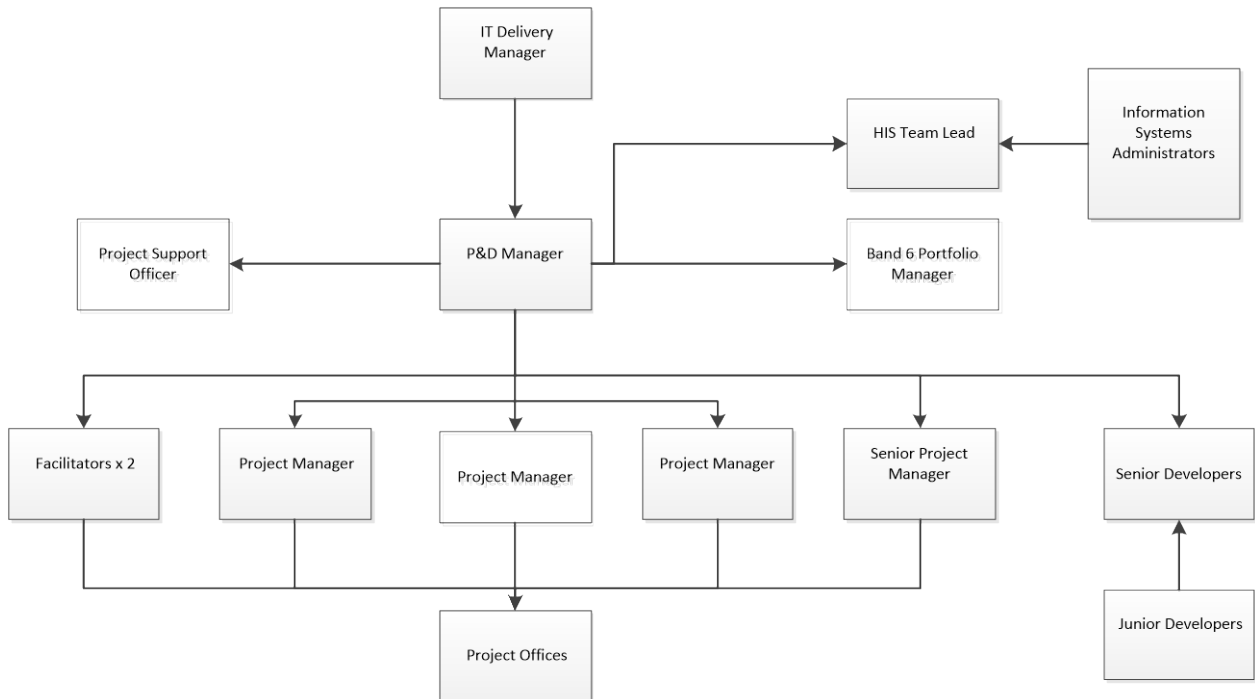 IT Delivery
Manager
HIS Team Lead
Information
Systems
Administrators
Project Support
Officer
P&D Manager
Band 6 Portfolio
Manager
Facilitators x 2
Project Manager
Project Manager
Project Manager
Senior Project
Manager
Senior Developers
Project Offices
Junior Developers